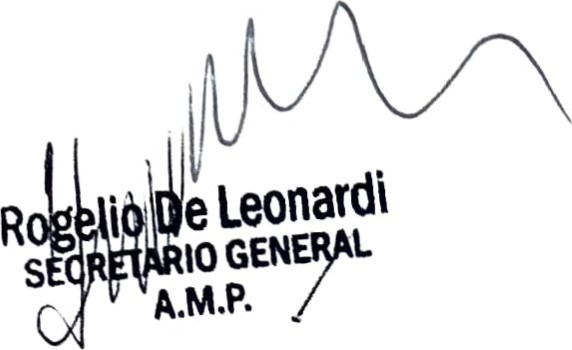 Rogelio De Leonardi
SECRETARIO GENERAL
A.M.P.